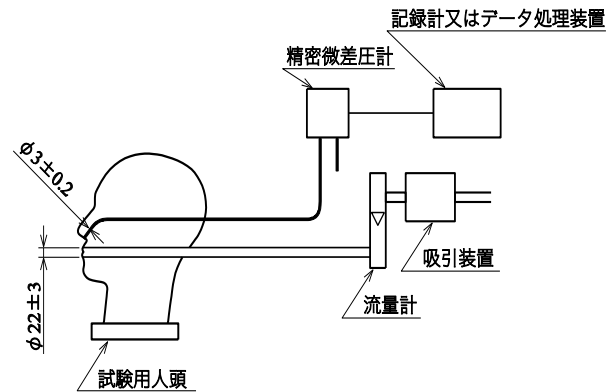 記録計又はデータ処理装置
精密微差圧計
φ3±0.2
吸引装置
φ22±3
流量計
試験用人頭